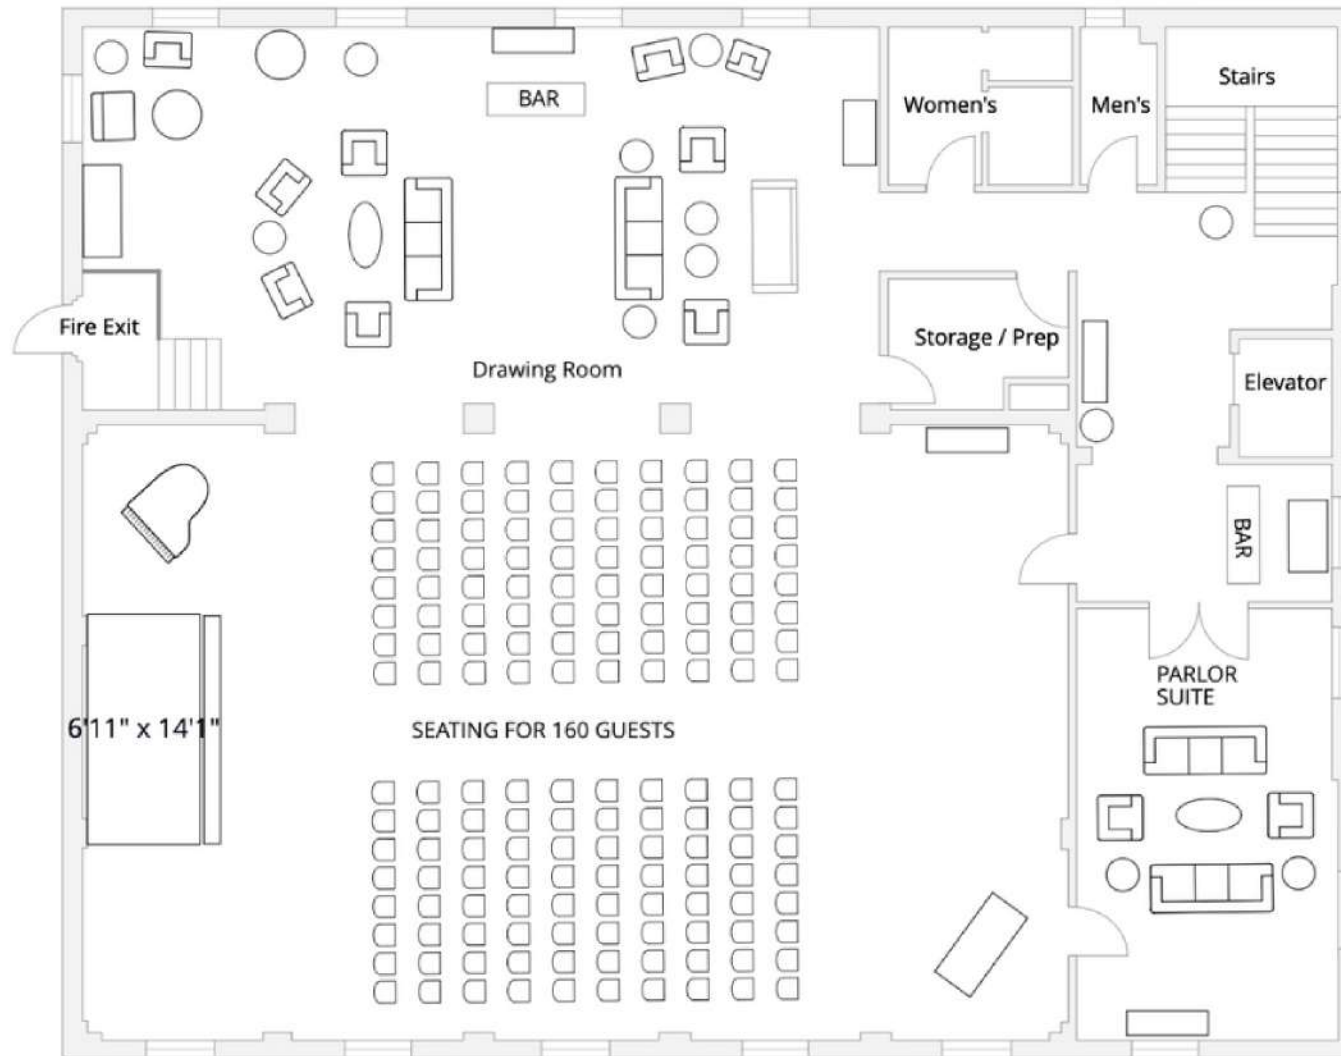 BAR
Women's
Men's
Stairs
Fire Exit
Storage / Prep
Drawing Room
Elevator
BAR
PARLOR
SUITE
6'11" x 14'1"
SEATING FOR 160 GUESTS